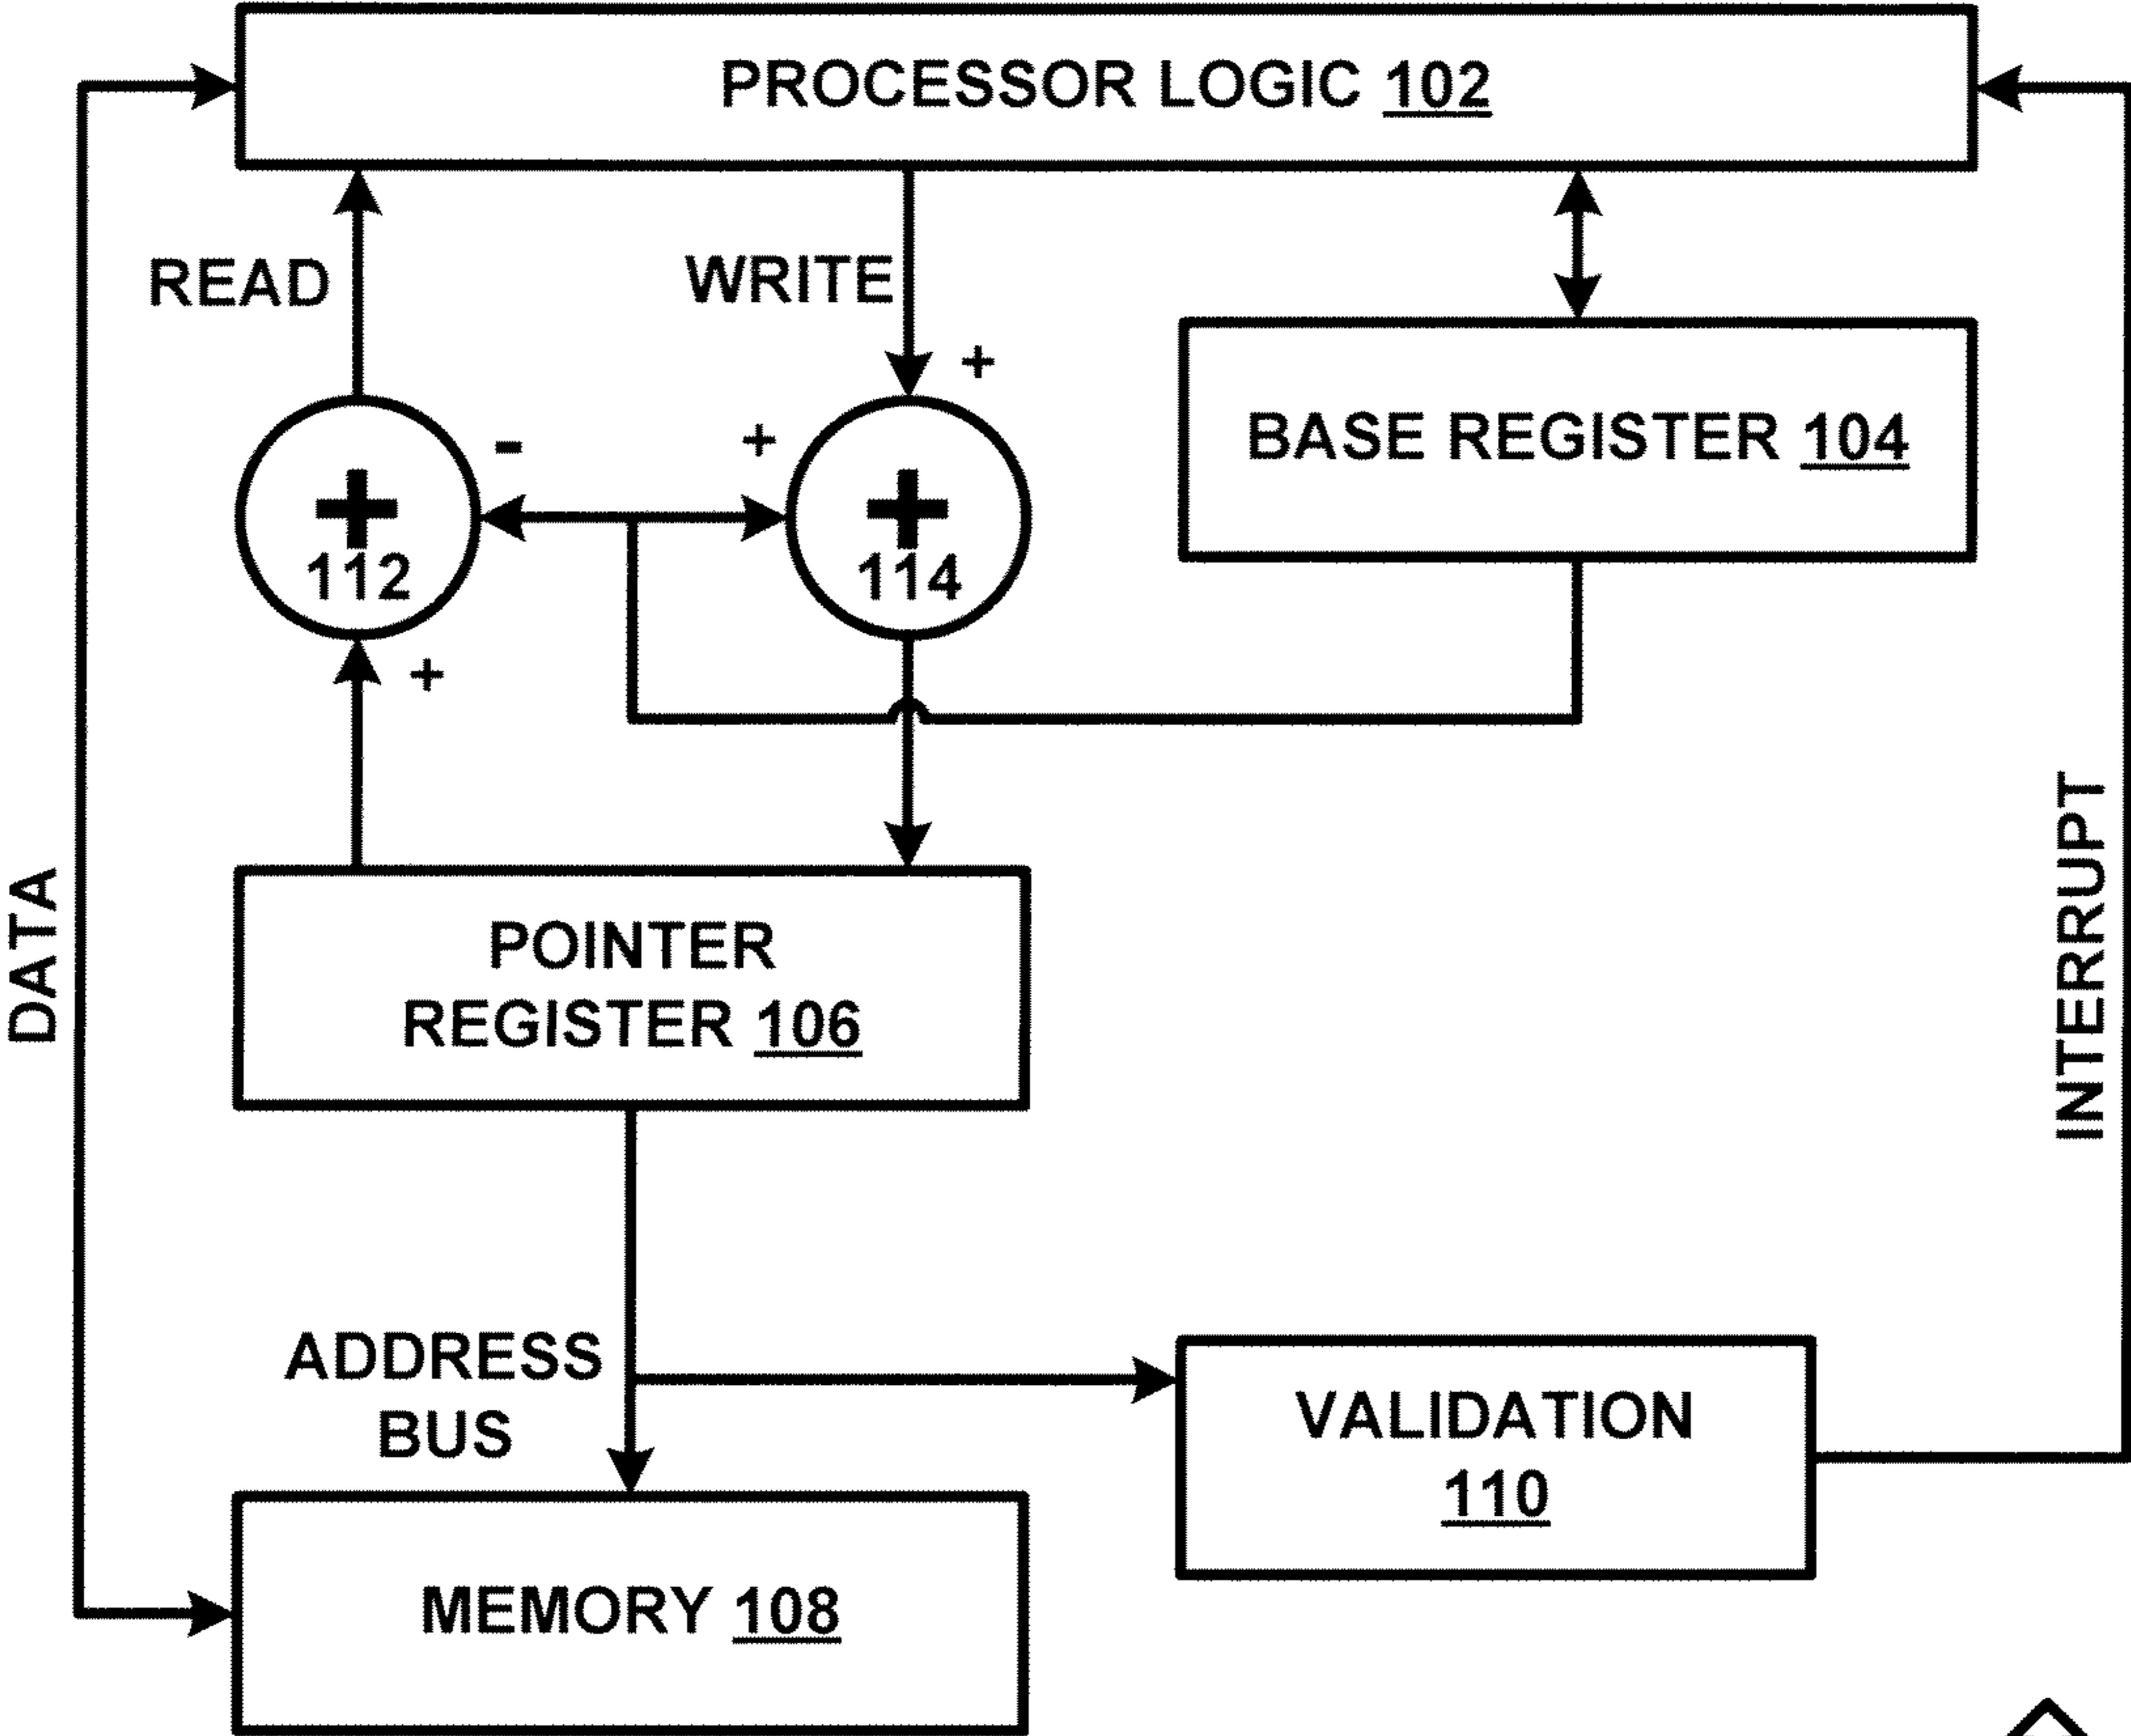 PROCESSOR LOGIC 102
READ
WRITE
+
BASE REGISTER 104
-
+
+
112
+
114
+
POINTER
REGISTER 106
DATA
INTERRUPT
ADDRESS
BUS
VALIDATION
110
MEMORY 108